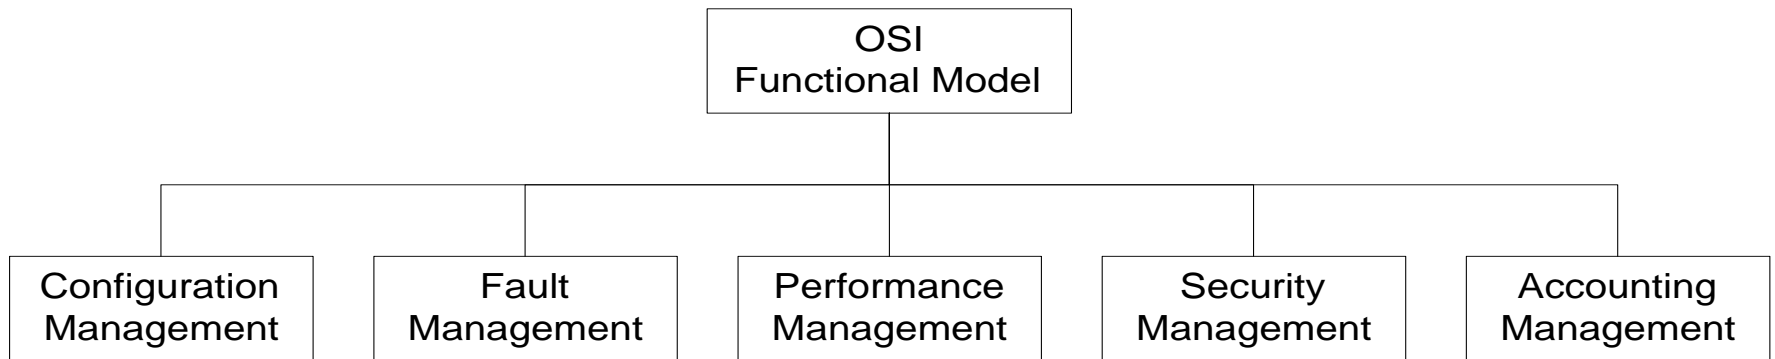 OSI
Functional Model
Configuration
Management
Fault
Management
Performance
Management
Security
Management
Accounting
Management